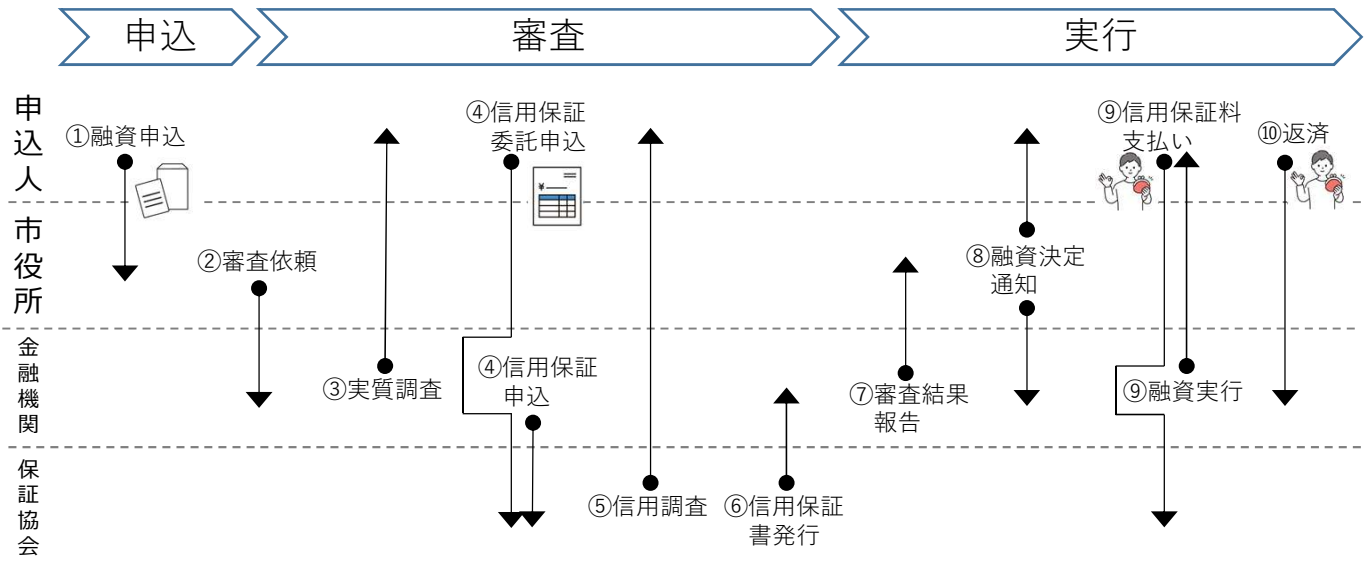 申込
審査
実行
申込人
①融資申込
④信用保証
委託申込
⑨信用保証料
支払い
⑩返済
¥
市役所
②審査依頼
⑧融資決定
通知
金融機関
③実質調査
④信用保証
申込
⑦審査結果
報告
⑨融資実行
保証協会
⑤信用調査
⑥信用保証
書発行